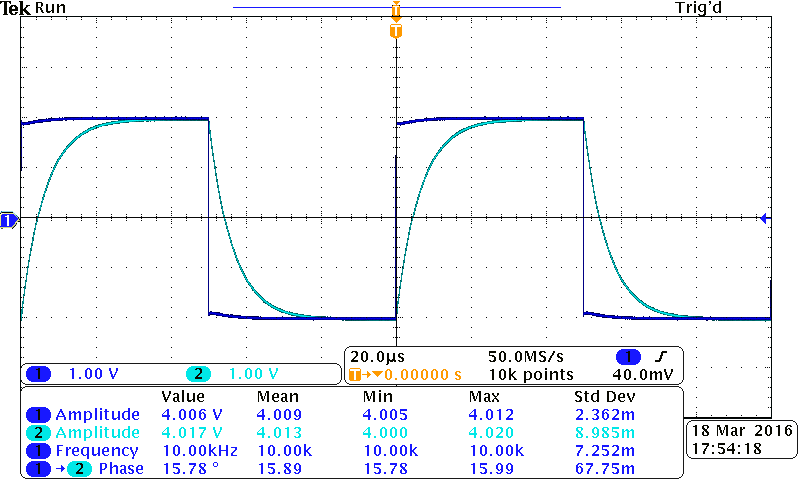 Tek Run Trig'd
T
T
1
1 1.00 V 2 1.00 V
20.0µs 50.0MS/s 1
T→▼0.00000 s 10k points 40.0mV
Value Mean Min Max Std Dev
1 Amplitude 4.006 V 4.009 4.005 4.012 2.362m
2 Amplitude 4.017 V 4.013 4.000 4.020 8.985m
1 Frequency 10.00kHz 10.00k 10.00k 10.00k 7.252m
1 → 2 Phase 15.78 ° 15.89 15.78 15.99 67.75m
18 Mar 2016
17:54:18